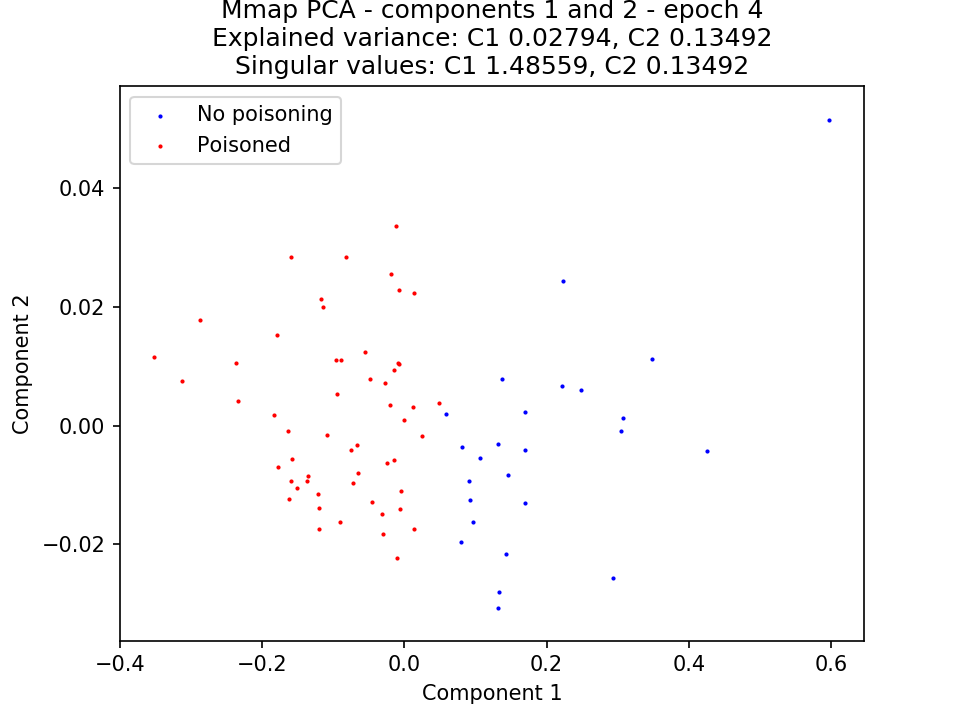 Mmap PCA - components 1 and 2 - epoch 4
Explained variance: C1 0.02794, C2 0.13492
Singular values: C1 1.48559, C2 0.13492
No poisoning
Poisoned
0.04
0.02
0.00
−0.02
Component 2
−0.4
−0.2
0.0
0.2
0.4
0.6
Component 1